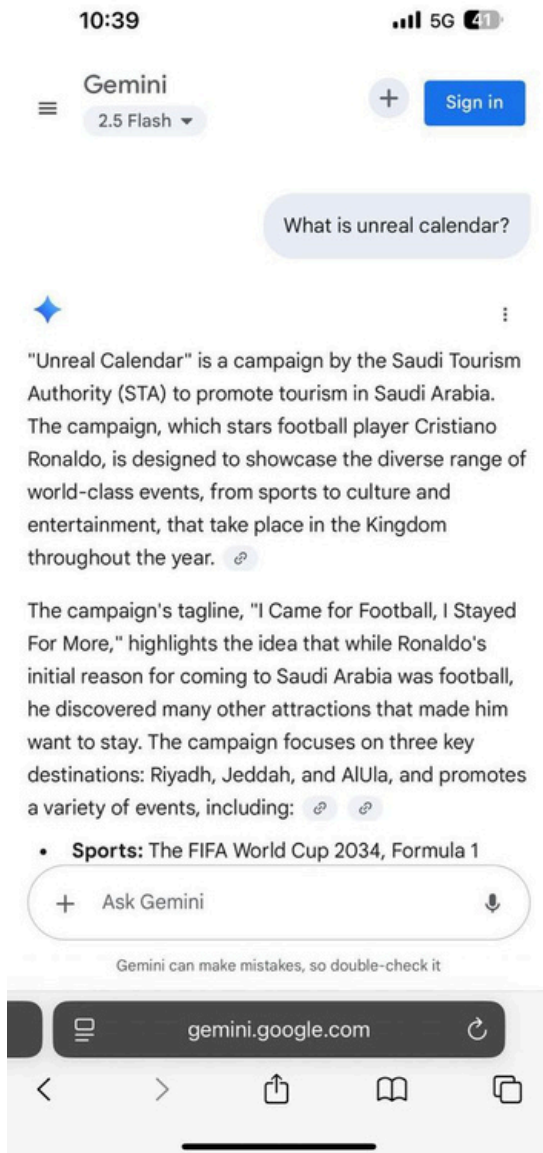 10:39 5G 41
Gemini
2.5 Flash
Sign in
What is unreal calendar?
"Unreal Calendar" is a campaign by the Saudi Tourism
Authority (STA) to promote tourism in Saudi Arabia.
The campaign, which stars football player Cristiano
Ronaldo, is designed to showcase the diverse range of
world-class events, from sports to culture and
entertainment, that take place in the Kingdom
throughout the year.
The campaign's tagline, "I Came for Football, I Stayed
For More," highlights the idea that while Ronaldo's
initial reason for coming to Saudi Arabia was football,
he discovered many other attractions that made him
want to stay. The campaign focuses on three key
destinations: Riyadh, Jeddah, and AlUla, and promotes
a variety of events, including:
• Sports: The FIFA World Cup 2034, Formula 1
Ask Gemini
Gemini can make mistakes, so double-check it
gemini.google.com